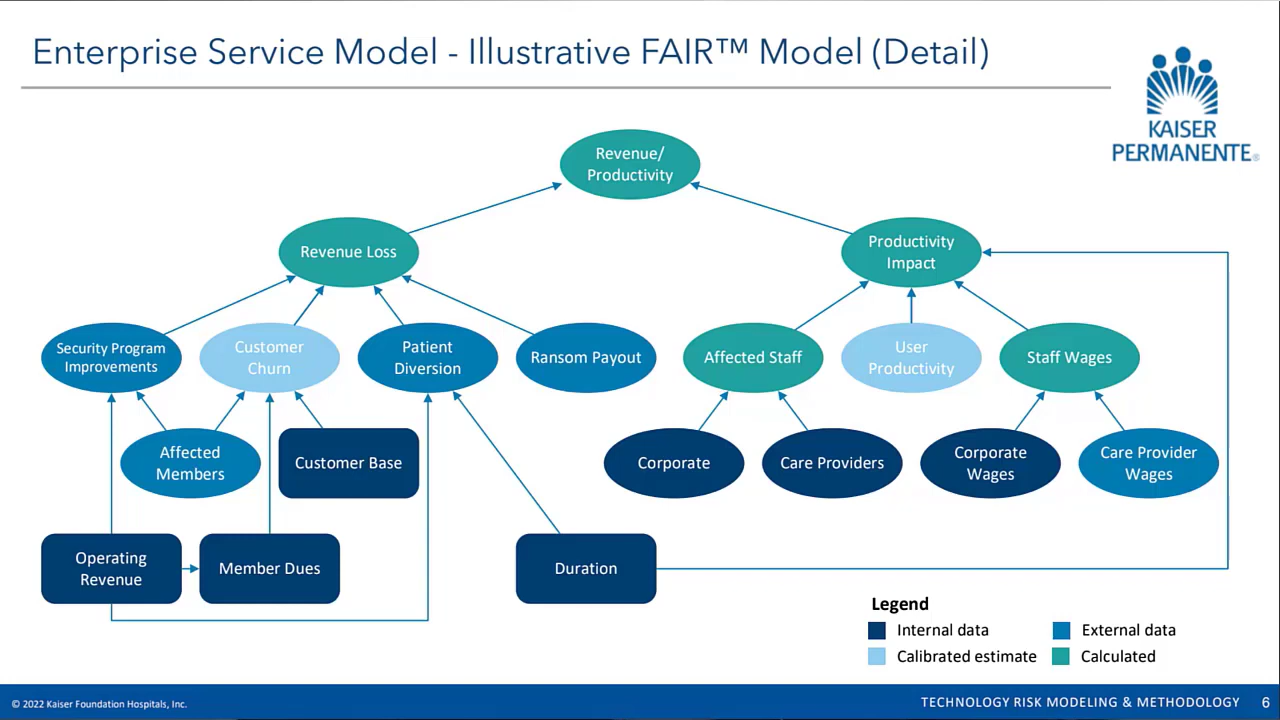 Enterprise Service Model - Illustrative FAIR™ Model (Detail)
KAISER
PERMANENTE®
Revenue/
Productivity
Revenue Loss
Productivity
Impact
Security Program
Improvements
Customer
Churn
Patient
Diversion
Ransom Payout
Affected Staff
User
Productivity
Staff Wages
Affected
Members
Customer Base
Corporate
Care Providers
Corporate
Wages
Care Provider
Wages
Operating
Revenue
Member Dues
Duration
Legend
Internal data
External data
Calibrated estimate
Calculated
© 2022 Kaiser Foundation Hospitals, Inc.
TECHNOLOGY RISK MODELING & METHODOLOGY 6